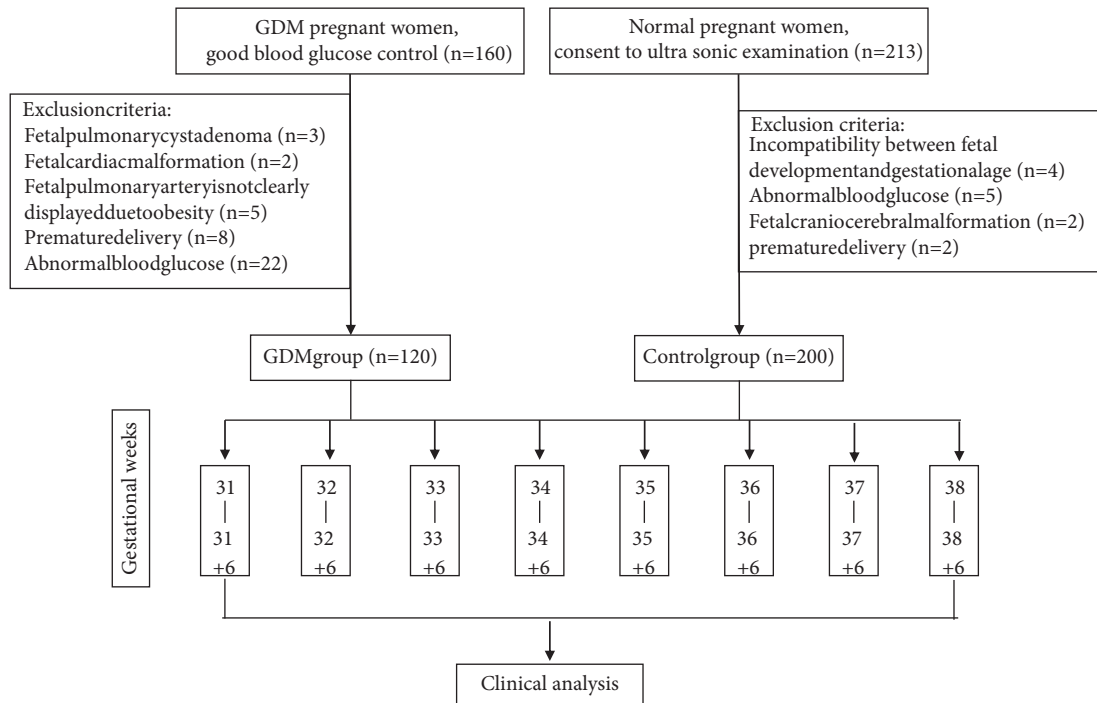 GDM pregnant women,
good blood glucose control (n=160)
Normal pregnant women,
consent to ultra sonic examination (n=213)
Exclusioncriteria:
Fetalpulmonarycystadenoma (n=3)
Fetalcardiacmalformation (n=2)
Fetalpulmonaryarteryisnotclearly
displayedduetoobesity (n=5)
Prematuredelivery (n=8)
Abnormalbloodglucose (n=22)
Exclusion criteria:
Incompatibility between fetal
developmentandgestationalage (n=4)
Abnormalbloodglucose (n=5)
Fetalcraniocerebralmalformation (n=2)
prematuredelivery (n=2)
GDMgroup (n=120)
Controlgroup (n=200)
Gestational weeks
31
—
31
+6
32
—
32
+6
33
—
33
+6
34
—
34
+6
35
—
35
+6
36
—
36
+6
37
—
37
+6
38
—
38
+6
Clinical analysis